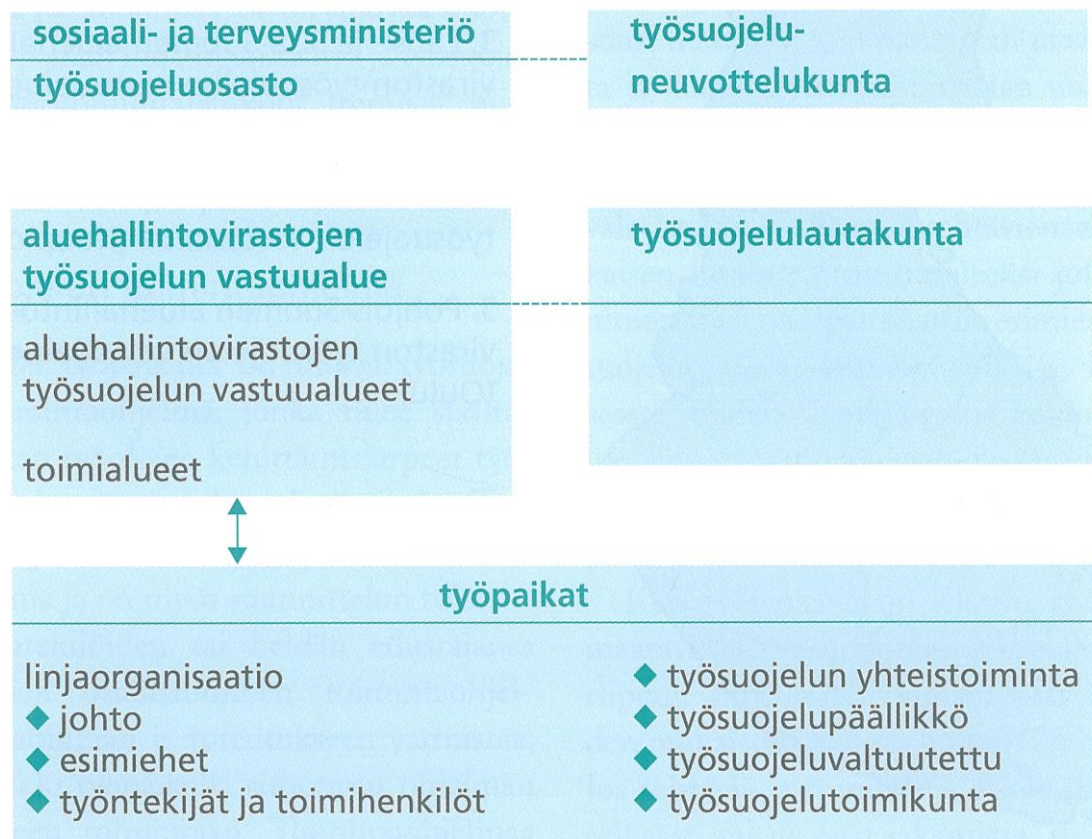 sosiaali- ja terveysministeriö
työsuojeluosasto
työsuojelu-
neuvottelukunta
aluehallintovirastojen
työsuojelun vastuualue
aluehallintovirastojen
työsuojelun vastuualueet
toimialueet
työsuojelulautakunta
työpaikat
linjaorganisaatio
◆ johto
◆ esimiehet
◆ työntekijät ja toimihenkilöt
◆ työsuojelun yhteistoiminta
◆ työsuojelupäällikkö
◆ työsuojeluvaltuutettu
◆ työsuojelutoimikunta